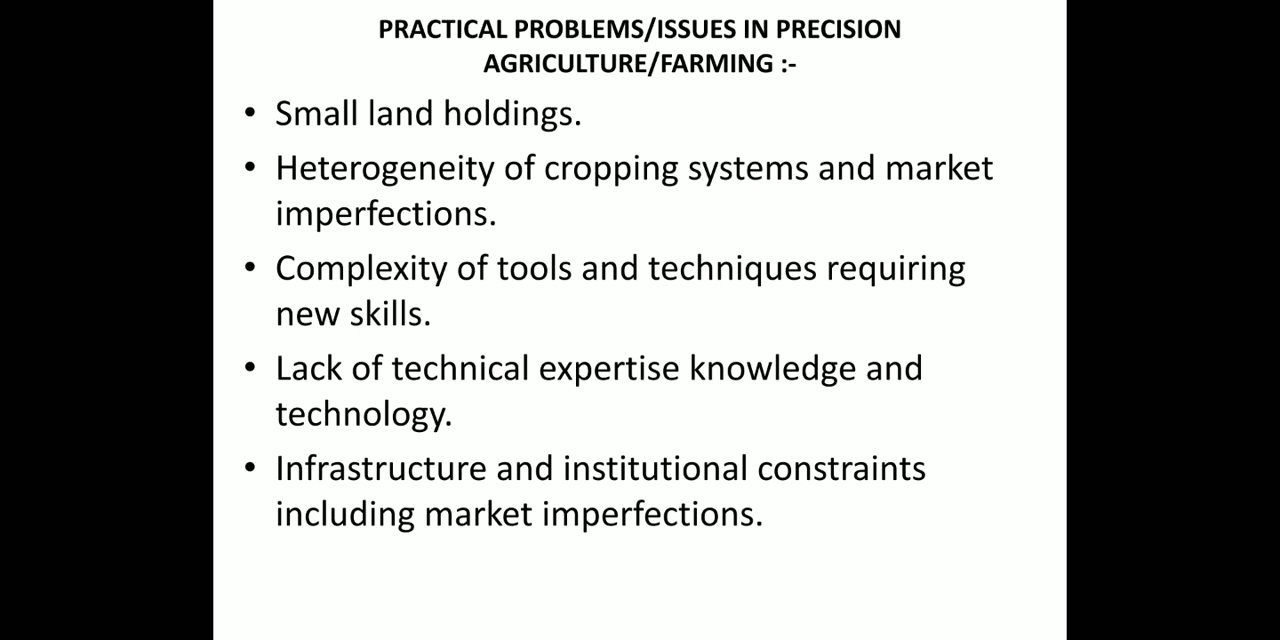 PRACTICAL PROBLEMS/ISSUES IN PRECISION
AGRICULTURE/FARMING :-
• Small land holdings.
• Heterogeneity of cropping systems and market
imperfections.
• Complexity of tools and techniques requiring
new skills.
• Lack of technical expertise knowledge and
technology.
• Infrastructure and institutional constraints
including market imperfections.